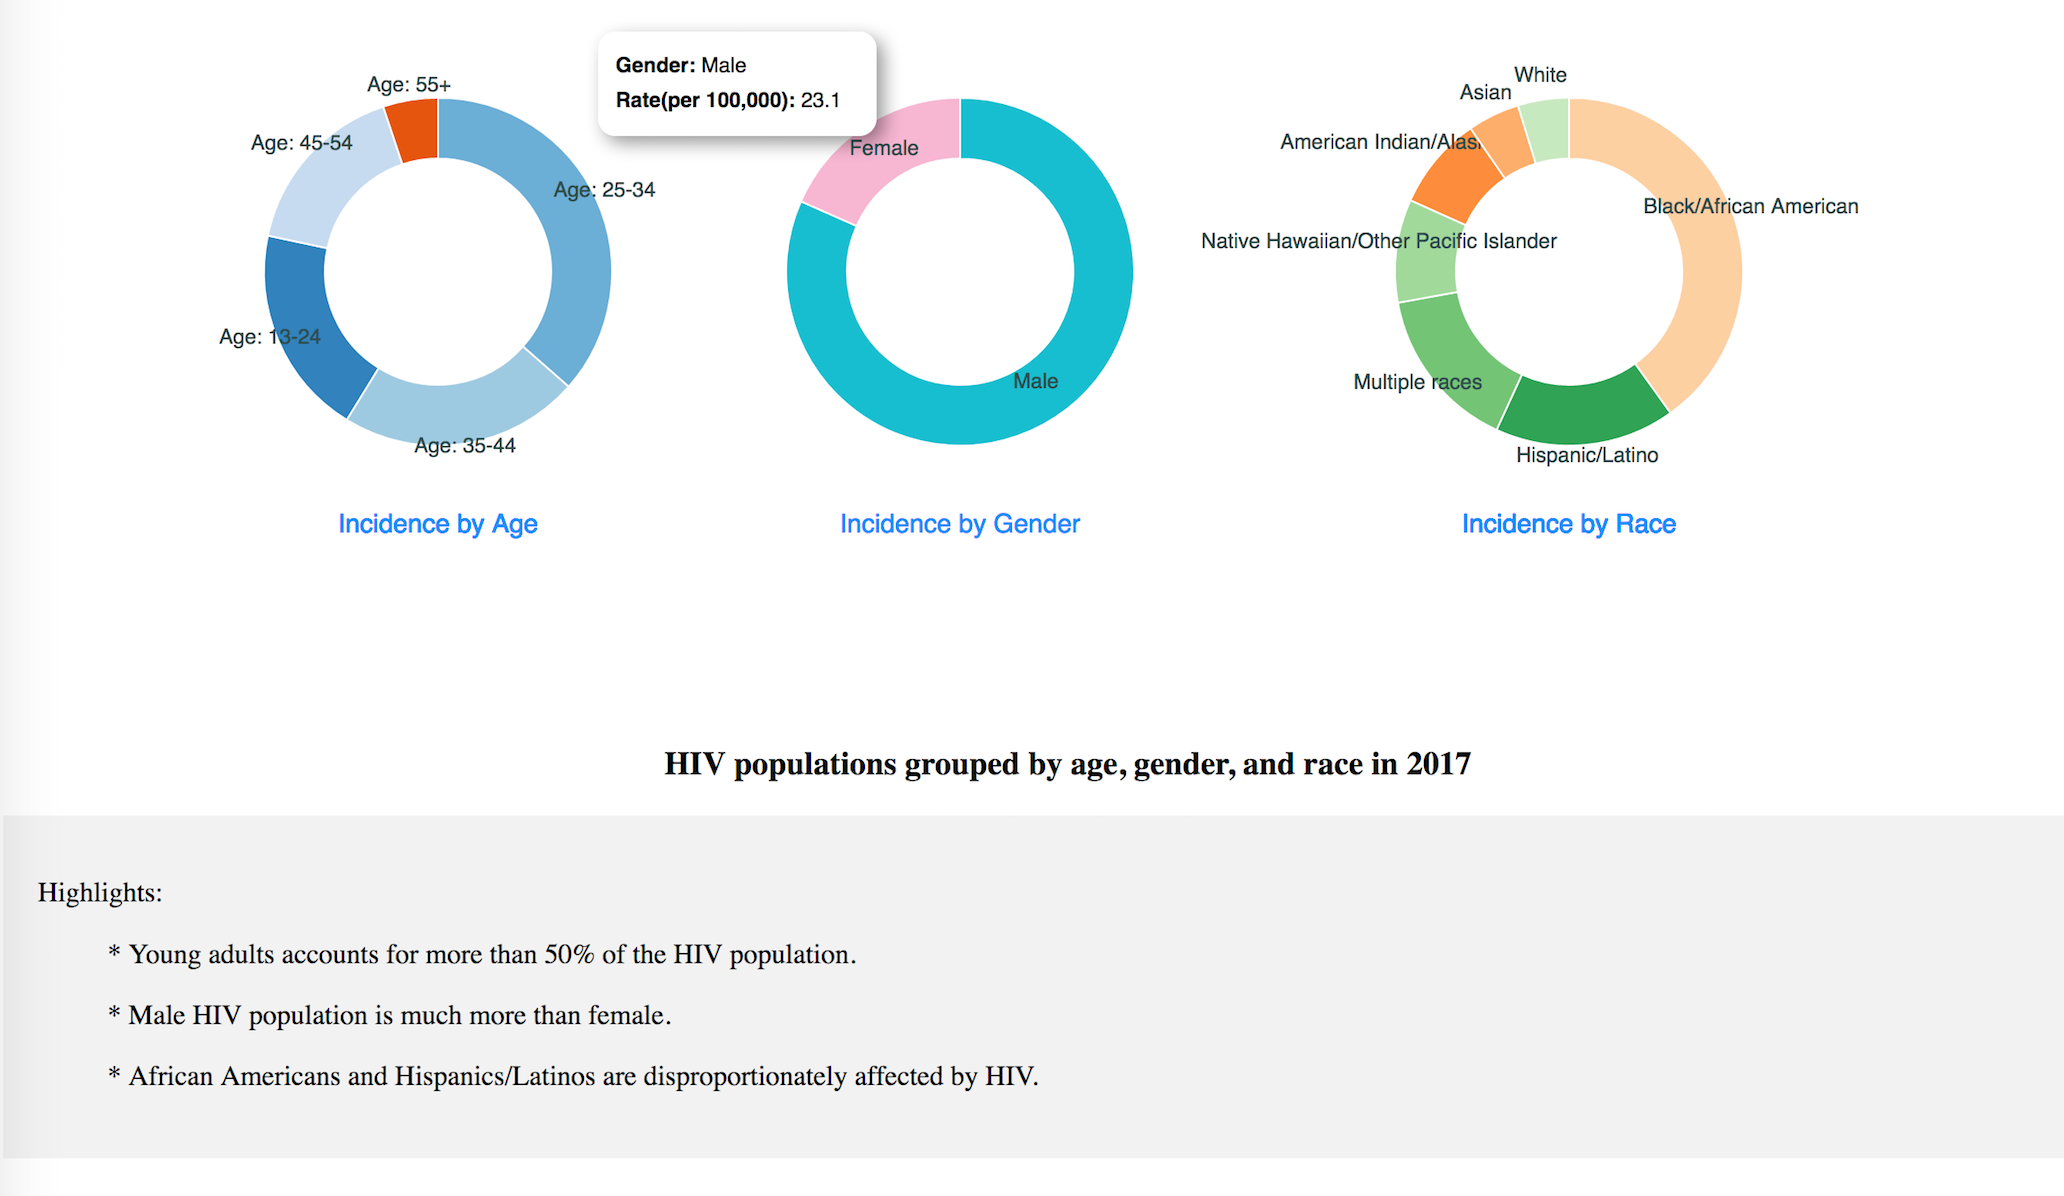 Gender: Male
Rate(per 100,000): 23.1
Age: 55+
Age: 45-54
Age: 25-34
Age: 13-24
Age: 35-44
Female
Male
White
Asian
American Indian/Alas
Black/African American
Native Hawaiian/Other Pacific Islander
Multiple races
Hispanic/Latino
Incidence by Age
Incidence by Gender
Incidence by Race
HIV populations grouped by age, gender, and race in 2017
Highlights:
* Young adults accounts for more than 50% of the HIV population.
* Male HIV population is much more than female.
* African Americans and Hispanics/Latinos are disproportionately affected by HIV.